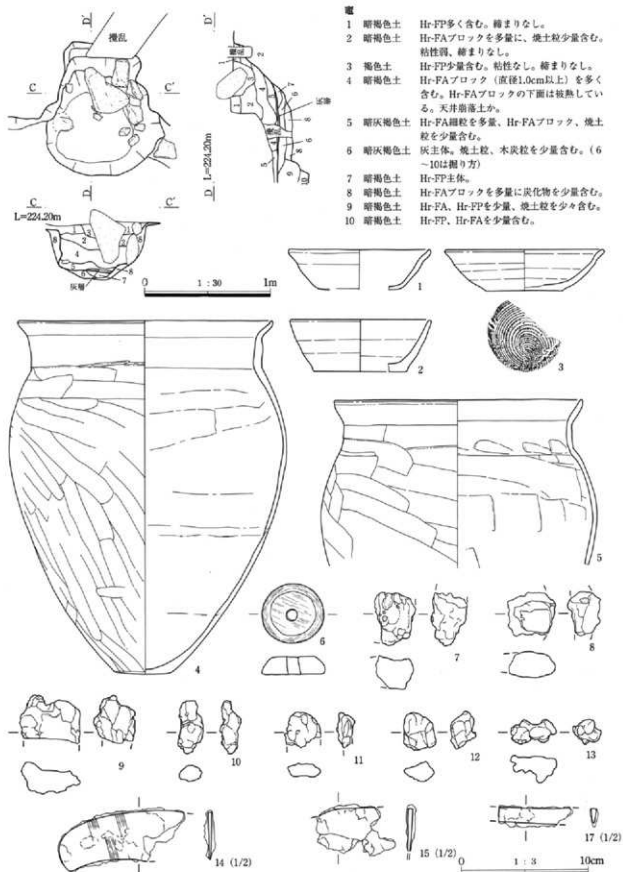 竈
1 暗褐色土 Hr-FP多く含む。締まりなし。
2 暗褐色土 Hr-FAブロックを多量に、焼土粒少量含む。
粘性弱、締まりなし。
3 褐色土 Hr-FP少量含む。粘性なし。締まりなし。
4 暗褐色土 Hr-FAブロック（直径1.0cm以上）を多く
含む。Hr-FAブロックの下面は被熱してい
る。天井崩落土か。
5 暗灰褐色土 Hr-FA細粒を多量、Hr-FAブロック、焼土
粒を少量含む。
6 暗灰褐色土 灰主体。焼土粒、木炭粒を少量含む。（6
～10は掘り方）
7 暗褐色土 Hr-FP主体。
8 暗褐色土 Hr-FAブロックを多量に炭化物を少量含む。
9 暗褐色土 Hr-FA、Hr-FPを少量、焼土粒を少々含む。
10 暗褐色土 Hr-FP、Hr-FAを少量含む。
D′
撹乱
C C′
D
L=224.20m
D′
撹乱
灰層
D L=224.20m
C C′
灰層
0 1：30 1m
1
2
3
4
5
6
7
8
9
10
11
12
13
14 (1/2)
15 (1/2)
17 (1/2)
0 1：3 10cm